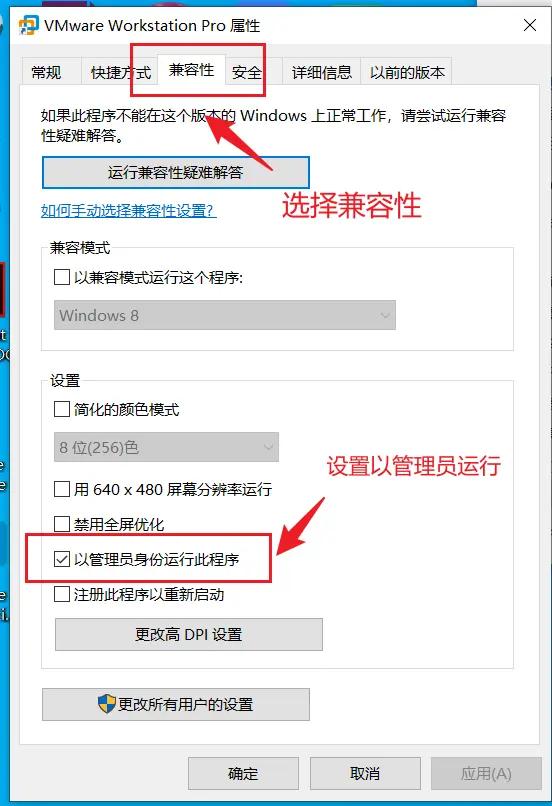 VMware Workstation Pro 属性
常规 快捷方式 兼容性 安全 详细信息 以前的版本
如果此程序不能在这个版本的 Windows 上正常工作，请尝试运行兼容
性疑难解答。
运行兼容性疑难解答
如何手动选择兼容性设置?
选择兼容性
兼容模式
以兼容模式运行这个程序:
Windows 8
设置
简化的颜色模式
8 位(256)色
设置以管理员运行
用 640 x 480 屏幕分辨率运行
禁用全屏优化
以管理员身份运行此程序
注册此程序以重新启动
更改高 DPI 设置
更改所有用户的设置
确定 取消 应用(A)